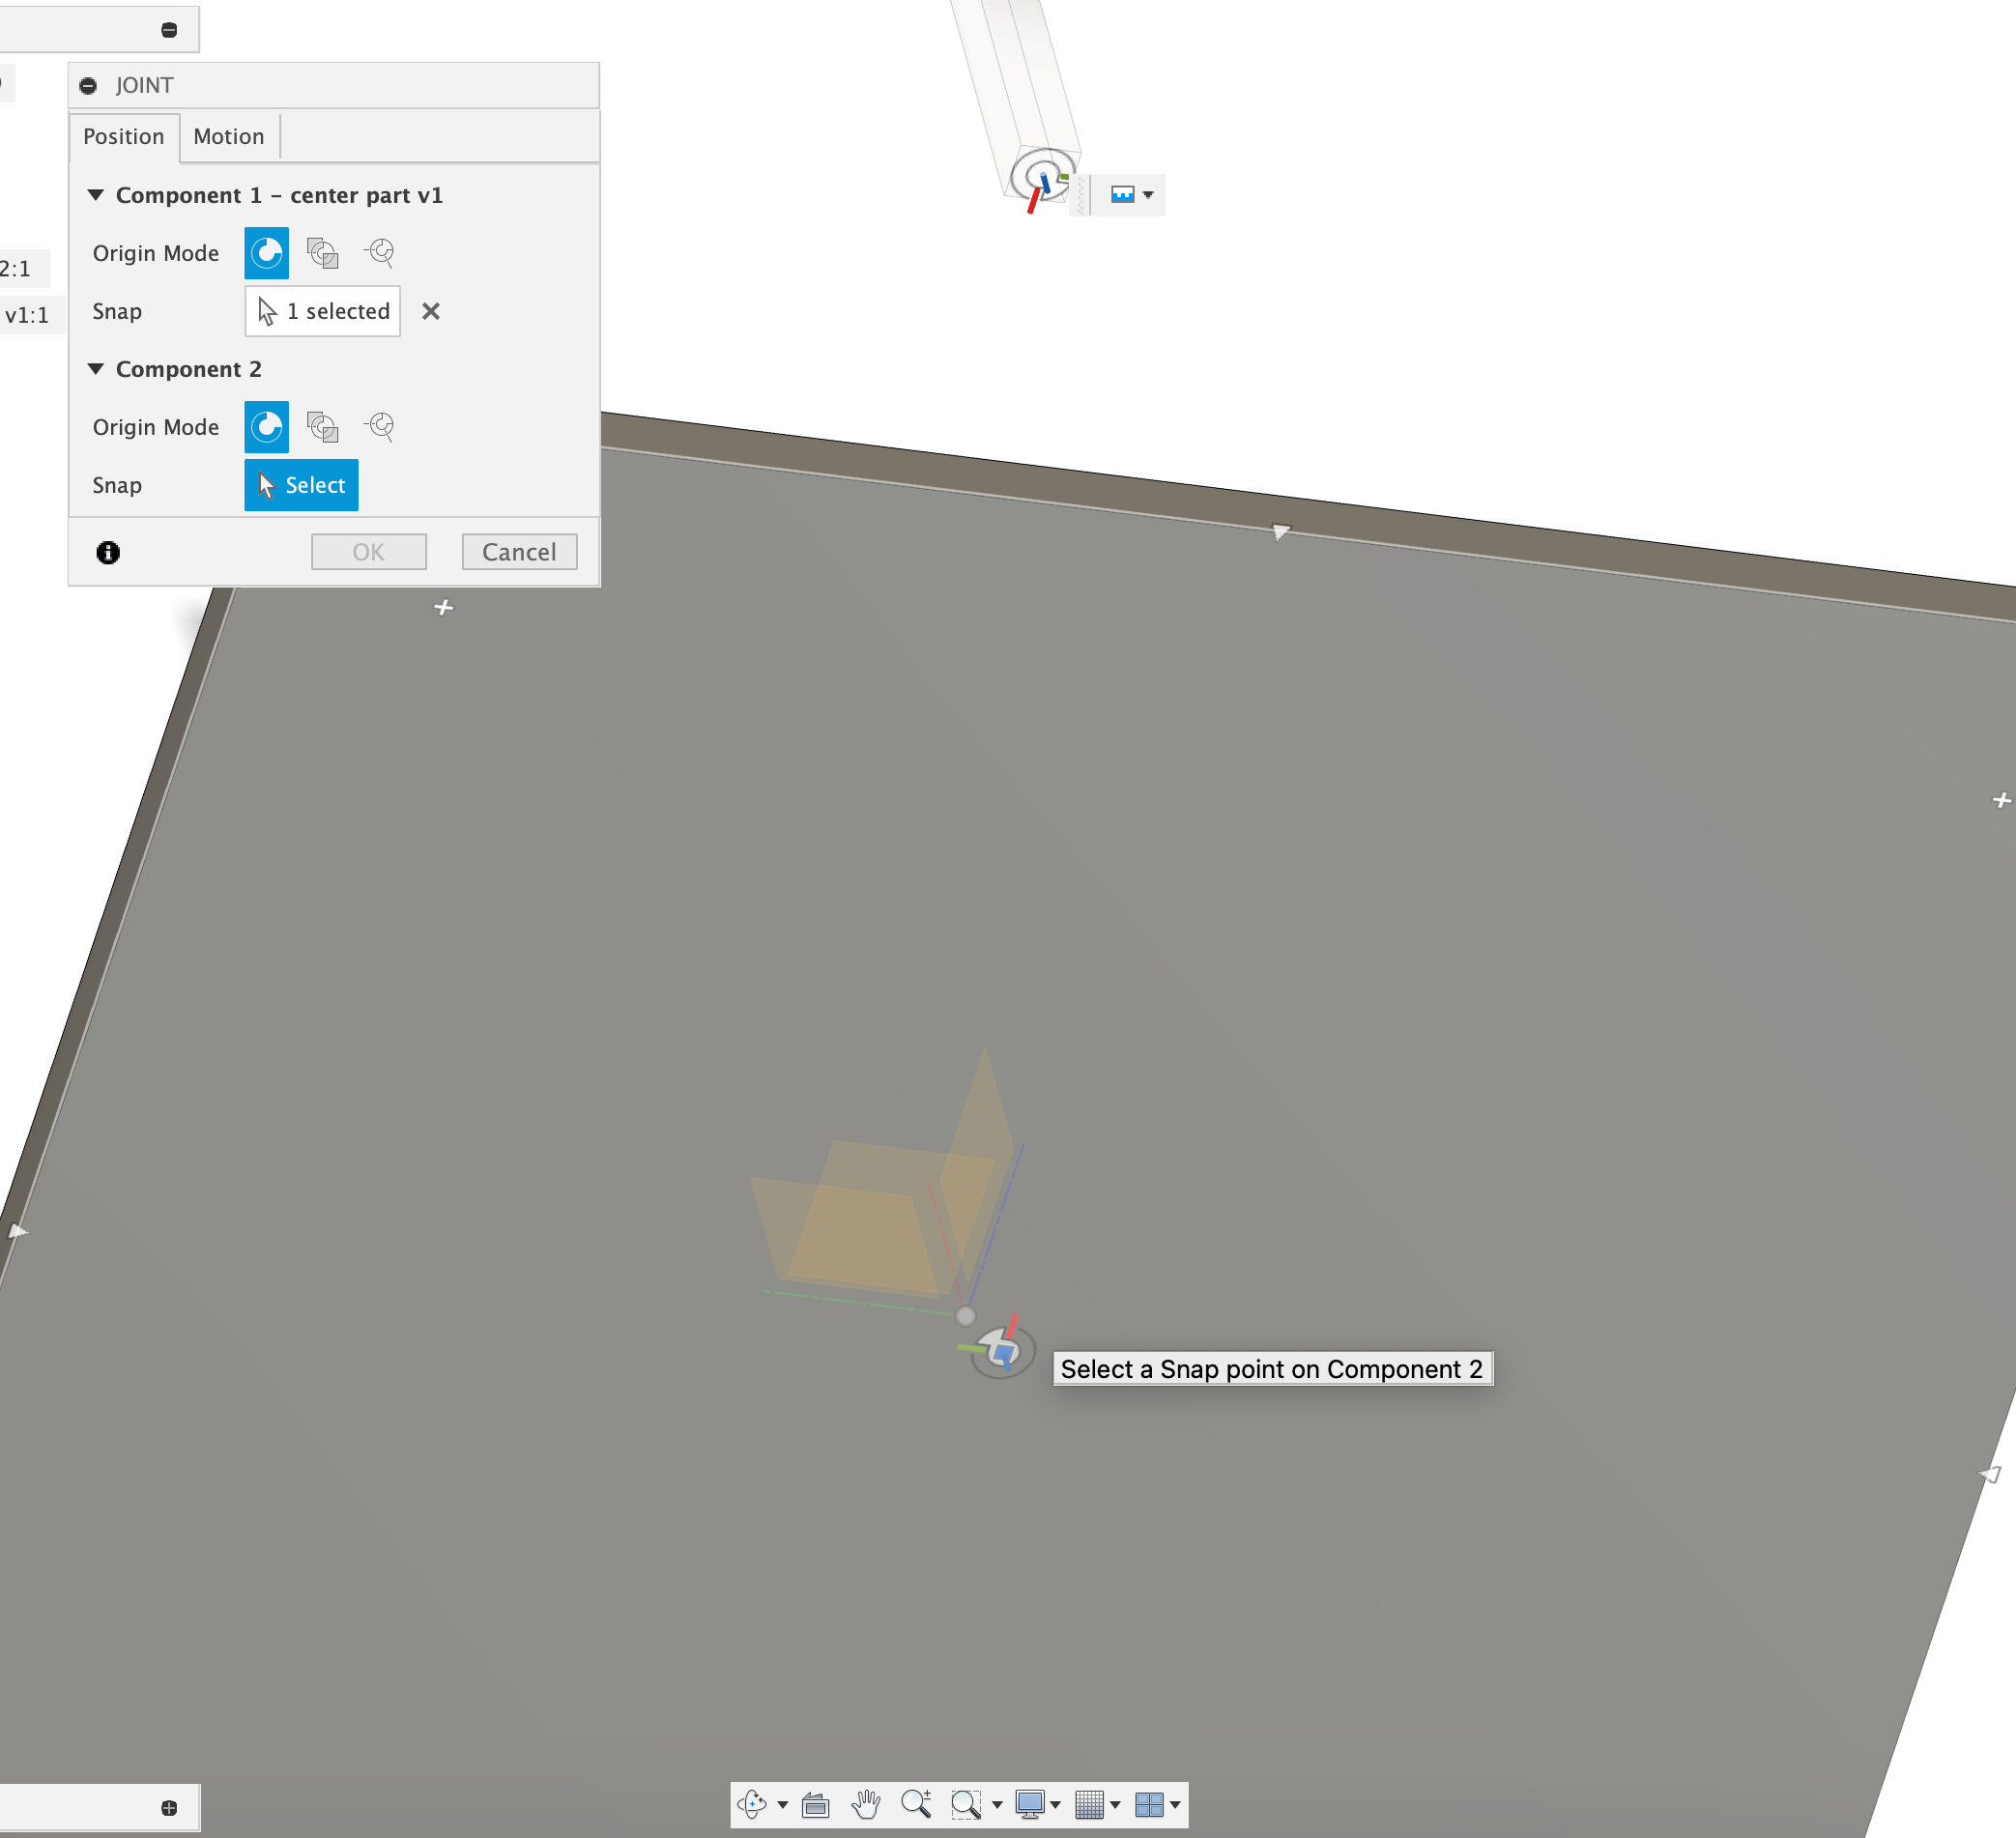 JOINT
Position Motion
Component 1 – center part v1
Origin Mode
2:1
Snap 1 selected
v1:1
Component 2
Origin Mode
Snap Select
OK Cancel
Select a Snap point on Component 2